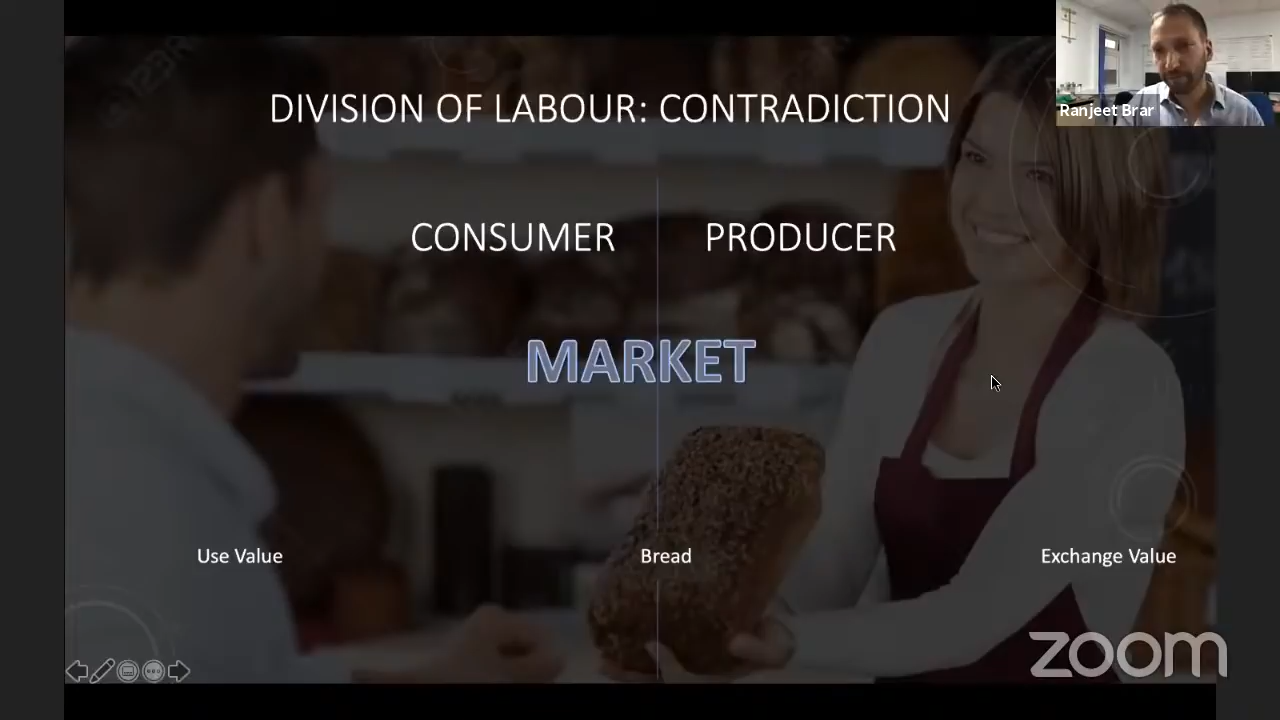 DIVISION OF LABOUR: CONTRADICTION
Ranjeet Brar
CONSUMER
PRODUCER
MARKET
Use Value
Bread
Exchange Value
zoom